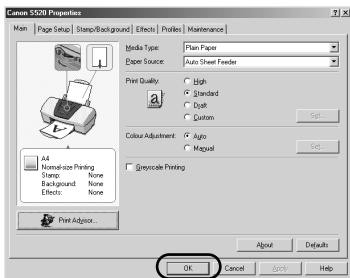 Canon S520 Properties
Main Page Setup Stamp/Background Effects Profiles Maintenance
Media Type: Plain Paper
Paper Source: Auto Sheet Feeder
Print Quality: High
Standard
Draft
Custom Set...
Colour Adjustment: Auto
Manual Set...
Greyscale Printing
A4
Normal-size Printing
Stamp: None
Background: None
Effects: None
Print Advisor...
About Defaults
OK Cancel Apply Help